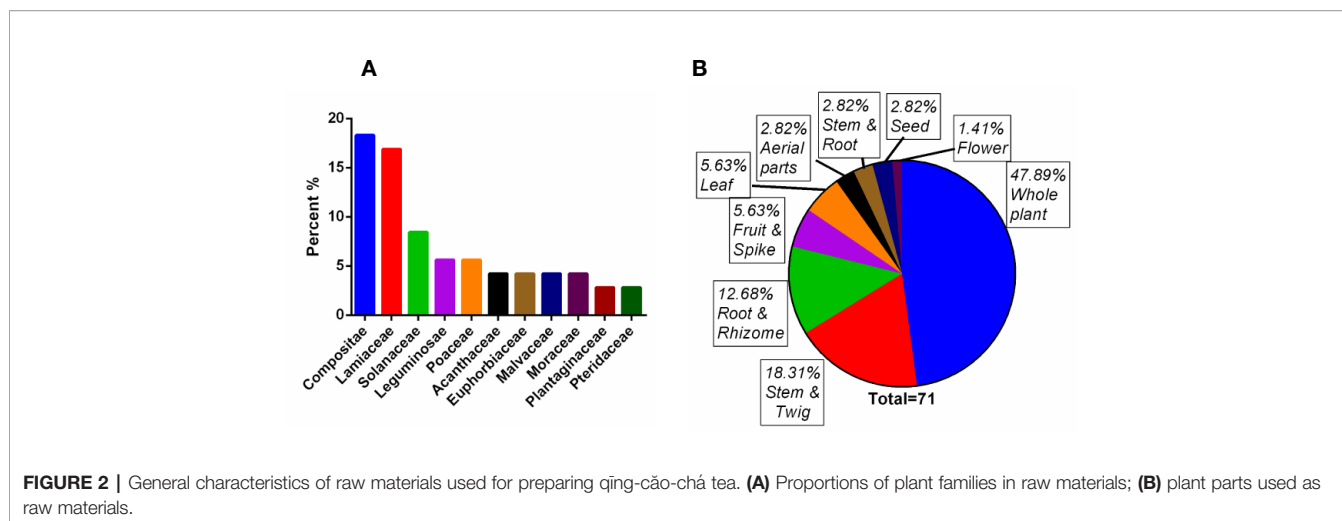 A
Percent %
20
15
10
5
0
Compositae
Lamiaceae
Solanaceae
Leguminosae
Poaceae
Acanthaceae
Euphorbiaceae
Malvaceae
Moraceae
Plantaginaceae
Pteridaceae
B
2.82%
Stem &
Root
2.82%
Seed
2.82%
Aerial
parts
1.41%
Flower
5.63%
Leaf
47.89%
Whole
plant
5.63%
Fruit &
Spike
12.68%
Root &
Rhizome
18.31%
Stem &
Twig
Total=71
FIGURE 2 | General characteristics of raw materials used for preparing qīng-căo-chá tea. (A) Proportions of plant families in raw materials; (B) plant parts used as
raw materials.